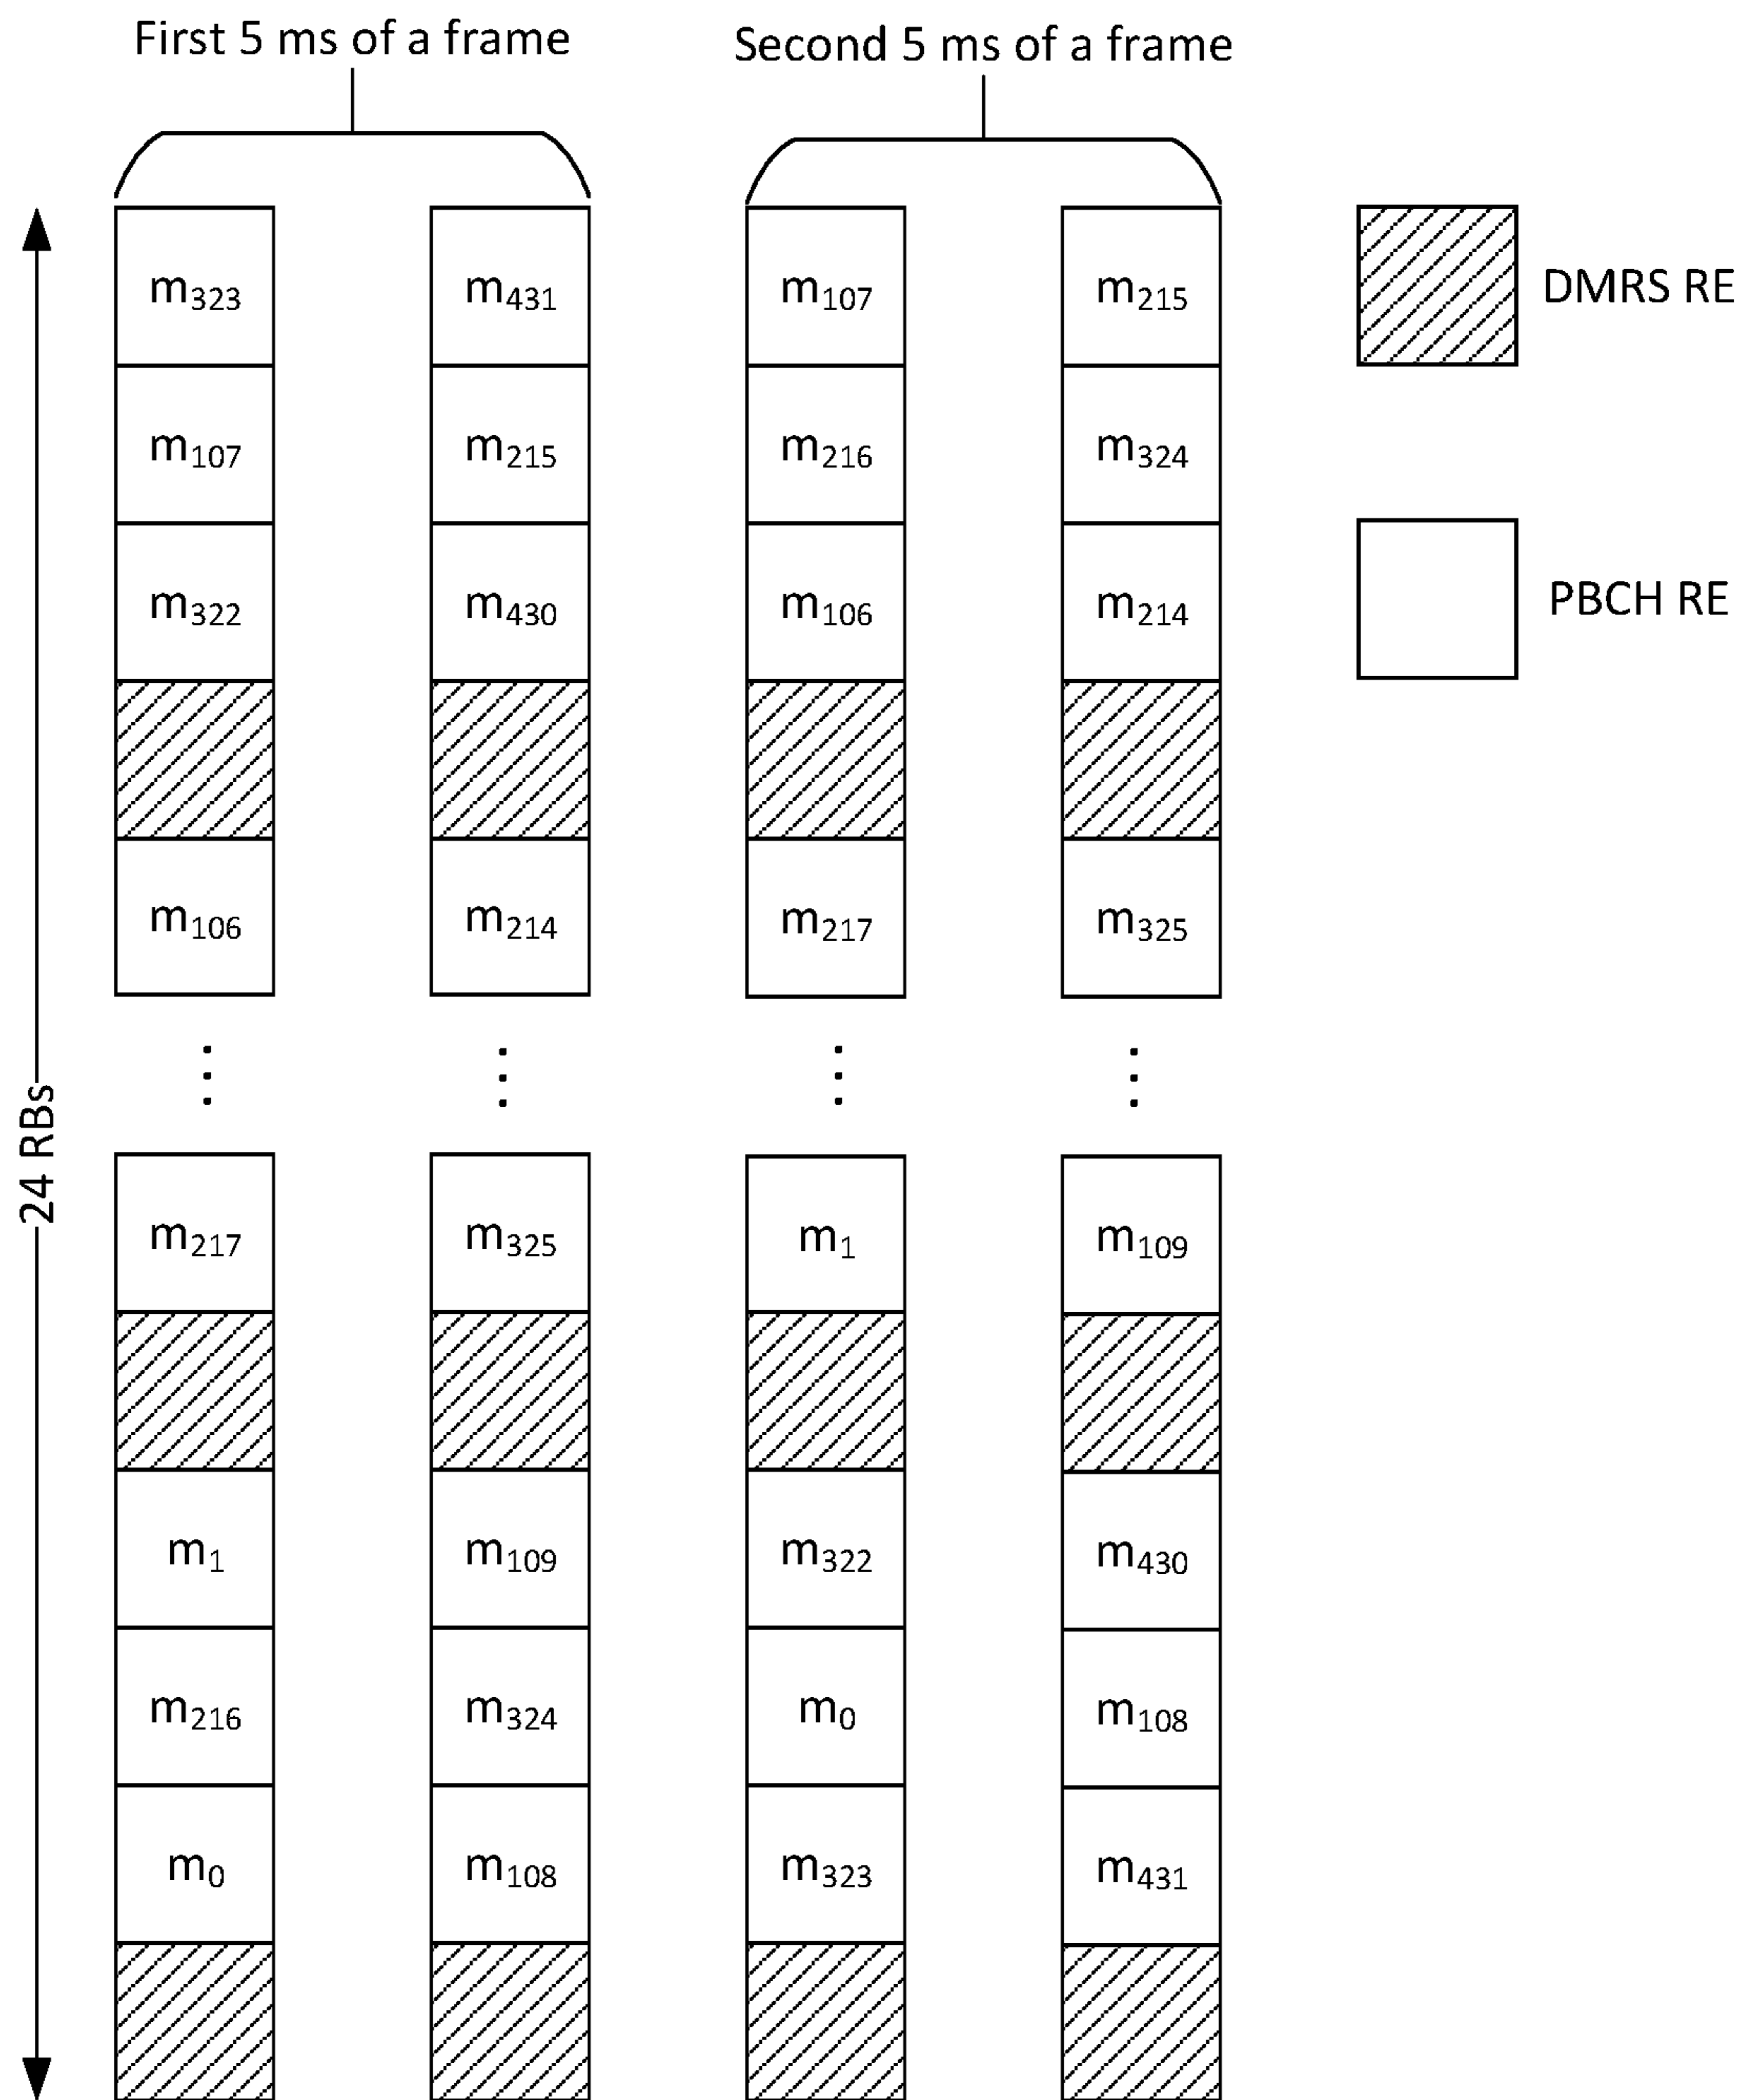 First 5 ms of a frame
Second 5 ms of a frame
m323 m431 m107 m215
DMRS RE
m107 m215 m216 m324
m322 m430 m106 m214
PBCH RE
m106 m214 m217 m325
24 RBs
m217 m325 m1 m109
m1 m109 m322 m430
m216 m324 m0 m108
m0 m108 m323 m431